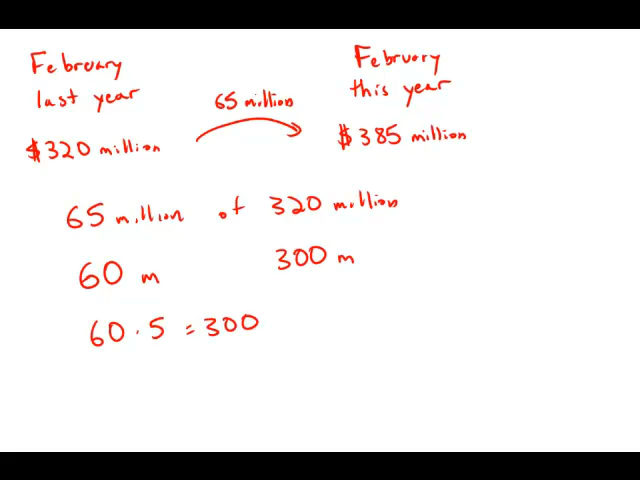 February
last year
$320 million
65 million
February
this year
$385 million
65 million of 320 million
60 m 300 m
60 · 5 = 300